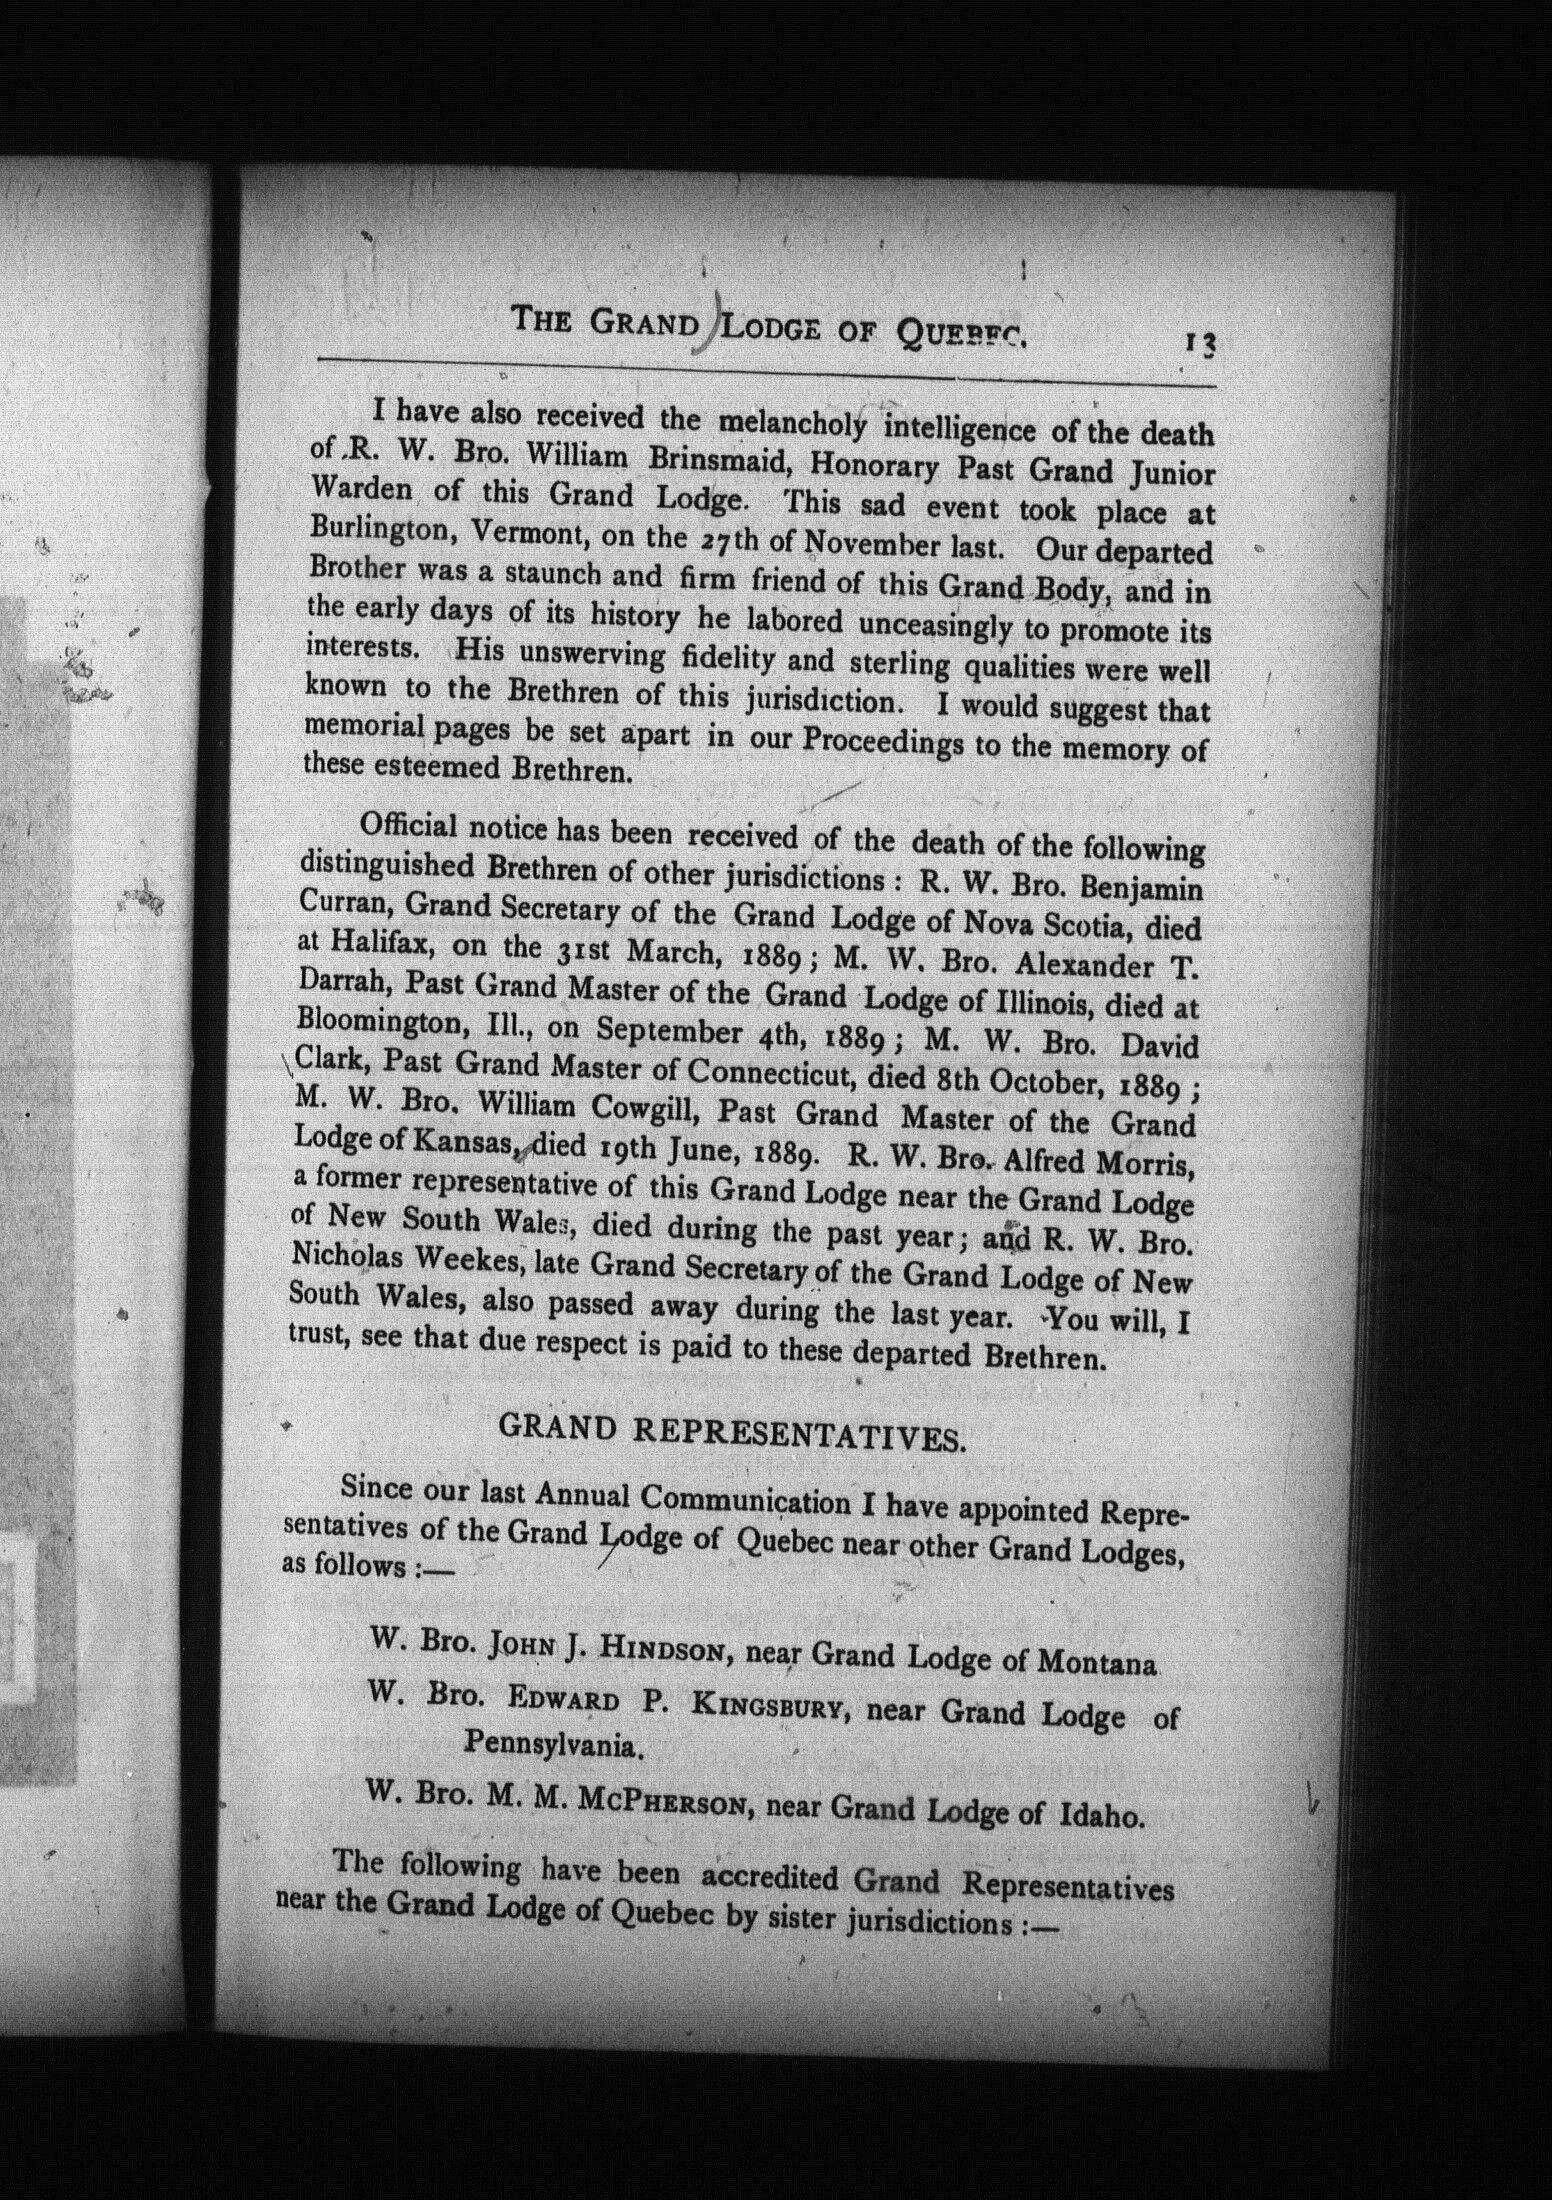 THE GRAND LODGE OF QUEBEC. 13
I have also received the melancholy intelligence of the death
of R. W. Bro. William Brinsmaid, Honorary Past Grand Junior
Warden of this Grand Lodge. This sad event took place at
Burlington, Vermont, on the 27th of November last. Our departed
Brother was a staunch and firm friend of this Grand Body, and in
the early days of its history he labored unceasingly to promote its
interests. His unswerving fidelity and sterling qualities were well
known to the Brethren of this jurisdiction. I would suggest that
memorial pages be set apart in our Proceedings to the memory of
these esteemed Brethren.
Official notice has been received of the death of the following
distinguished Brethren of other jurisdictions : R. W. Bro. Benjamin
Curran, Grand Secretary of the Grand Lodge of Nova Scotia, died
at Halifax, on the 31st March, 1889 ; M. W. Bro. Alexander T.
Darrah, Past Grand Master of the Grand Lodge of Illinois, died at
Bloomington, Ill., on September 4th, 1889 ; M. W. Bro. David
Clark, Past Grand Master of Connecticut, died 8th October, 1889 ;
M. W. Bro. William Cowgill, Past Grand Master of the Grand
Lodge of Kansas, died 19th June, 1889. R. W. Bro. Alfred Morris,
a former representative of this Grand Lodge near the Grand Lodge
of New South Wales, died during the past year ; and R. W. Bro.
Nicholas Weekes, late Grand Secretary of the Grand Lodge of New
South Wales, also passed away during the last year. You will, I
trust, see that due respect is paid to these departed Brethren.
GRAND REPRESENTATIVES.
Since our last Annual Communication I have appointed Repre-
sentatives of the Grand Lodge of Quebec near other Grand Lodges,
as follows :—
W. Bro. JOHN J. HINDSON, near Grand Lodge of Montana
W. Bro. EDWARD P. KINGSBURY, near Grand Lodge of
Pennsylvania.
W. Bro. M. M. MCPHERSON, near Grand Lodge of Idaho.
The following have been accredited Grand Representatives
near the Grand Lodge of Quebec by sister jurisdictions :—